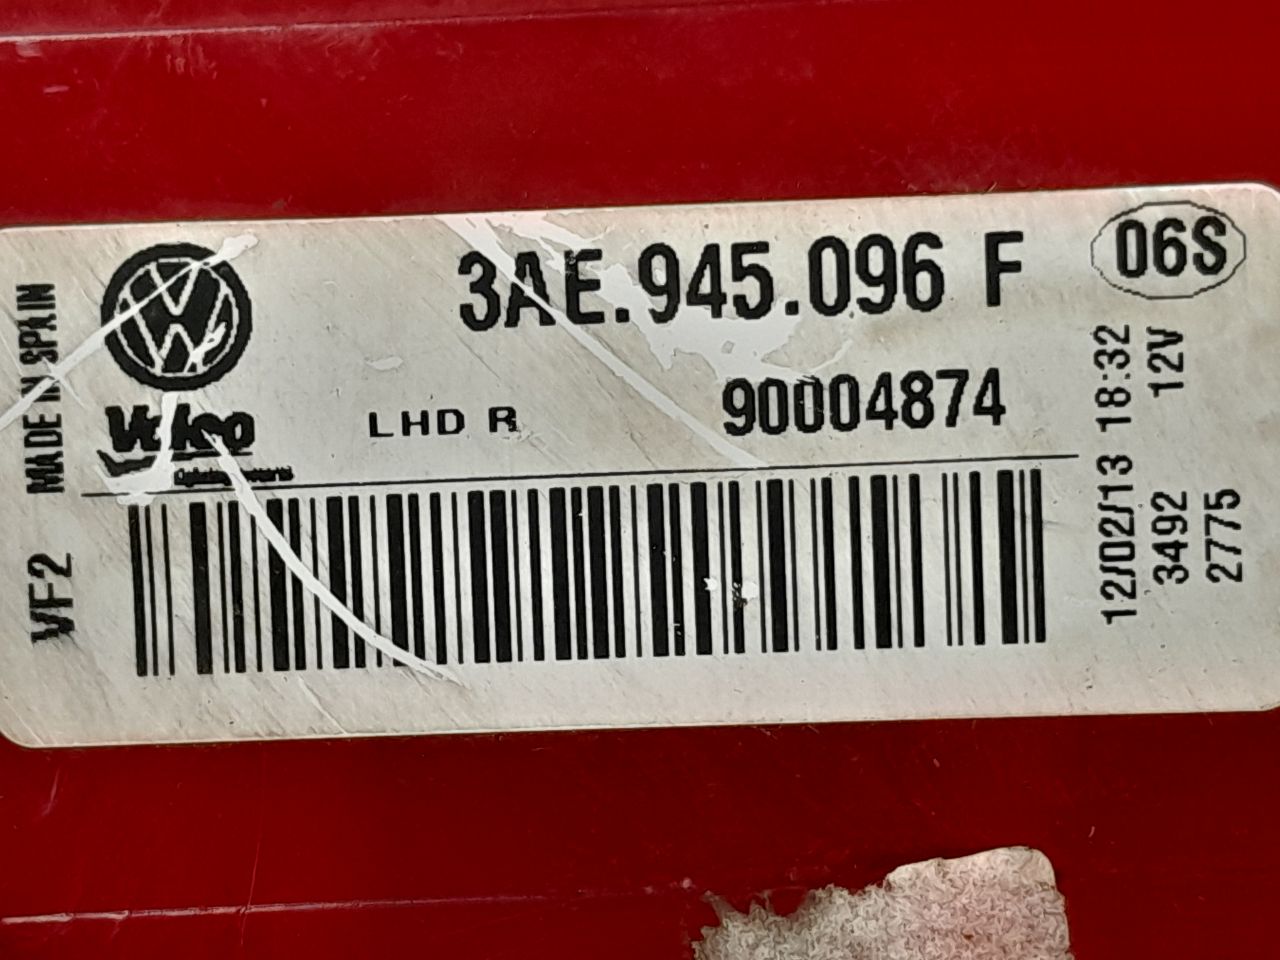 3AE.945.096 F
06S
MADE IN SPAIN
Valeo
LHD R
90004874
12/02/13 18:32
3492 12V
2775
VF2